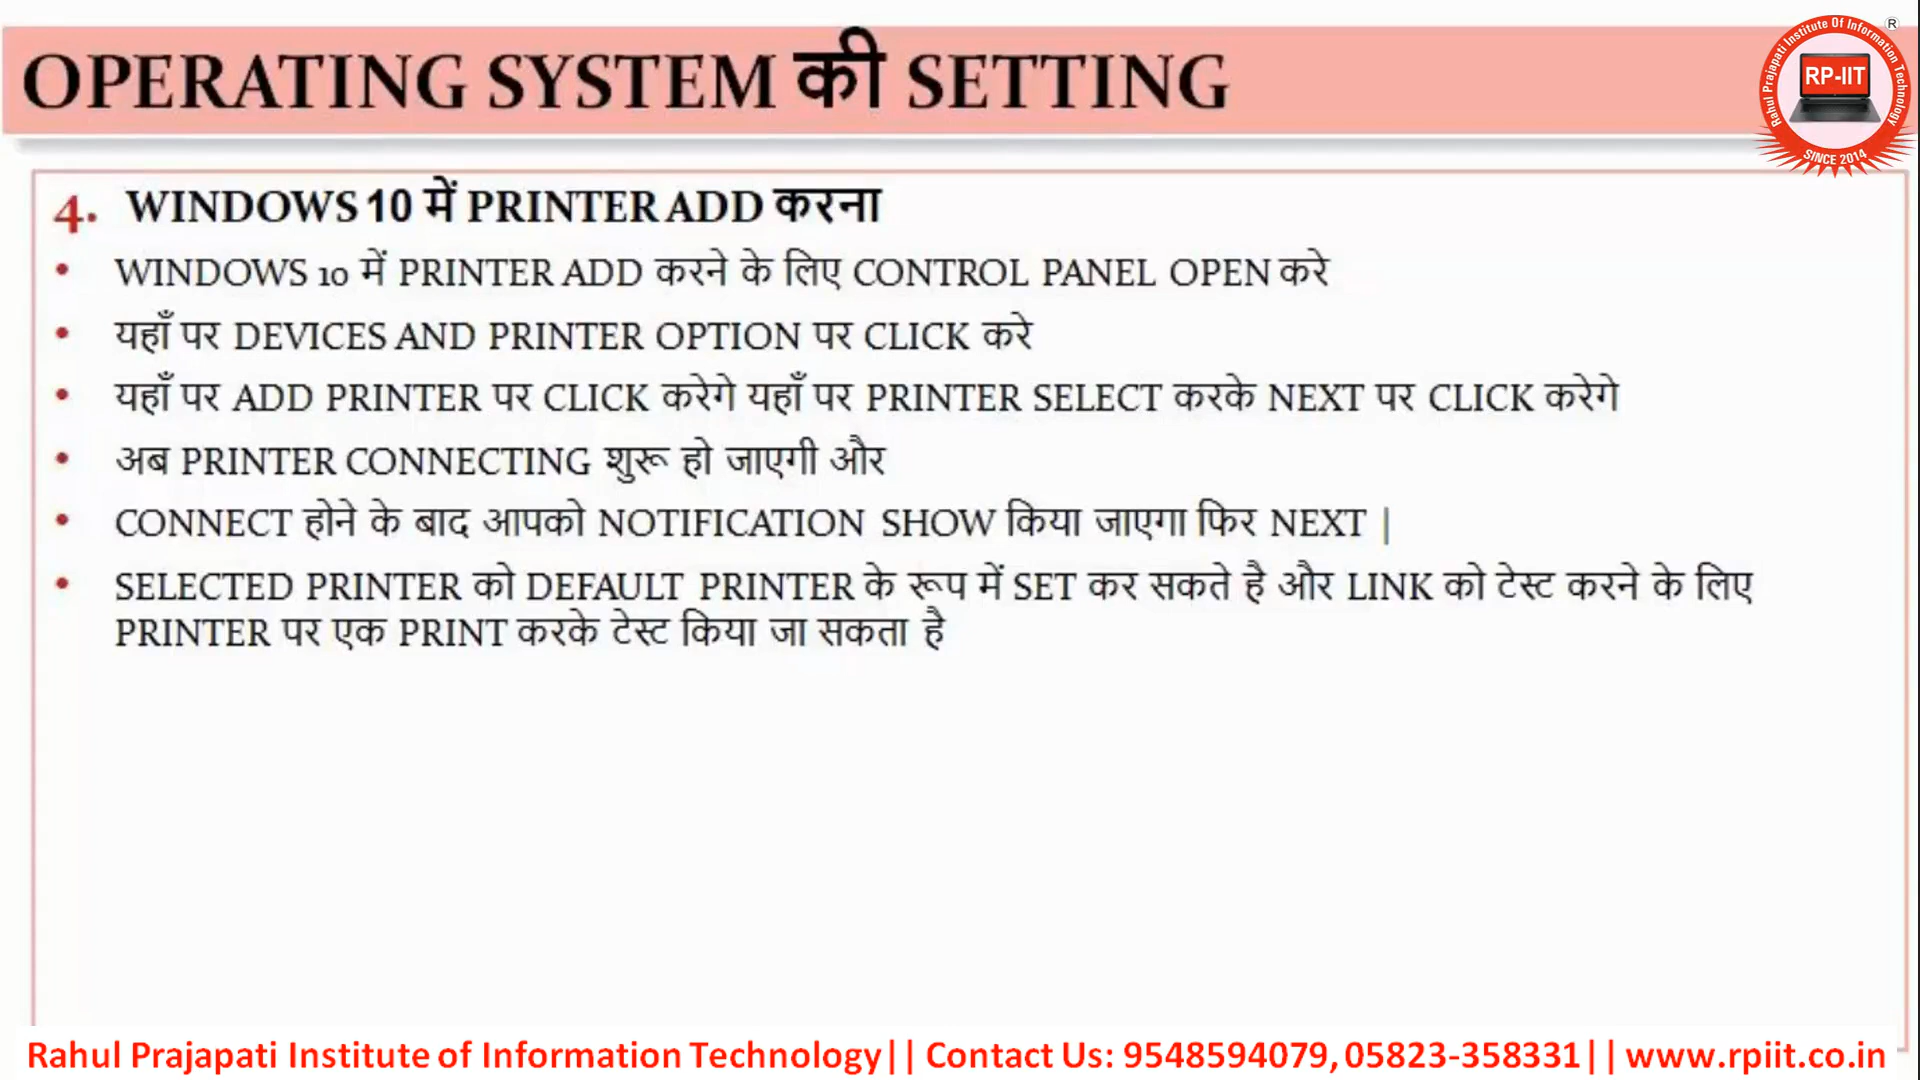 OPERATING SYSTEM की SETTING
Rahul Prajapati Institute Of Information Technology
®
RP-IIT
SINCE 2014
4. WINDOWS 10 में PRINTER ADD करना
• WINDOWS 10 में PRINTER ADD करने के लिए CONTROL PANEL OPEN करे
• यहाँ पर DEVICES AND PRINTER OPTION पर CLICK करे
• यहाँ पर ADD PRINTER पर CLICK करेगे यहाँ पर PRINTER SELECT करके NEXT पर CLICK करेगे
• अब PRINTER CONNECTING शुरू हो जाएगी और
• CONNECT होने के बाद आपको NOTIFICATION SHOW किया जाएगा फिर NEXT |
• SELECTED PRINTER को DEFAULT PRINTER के रूप में SET कर सकते है और LINK को टेस्ट करने के लिए
PRINTER पर एक PRINT करके टेस्ट किया जा सकता है
Rahul Prajapati Institute of Information Technology|| Contact Us: 9548594079, 05823-358331|| www.rpiit.co.in